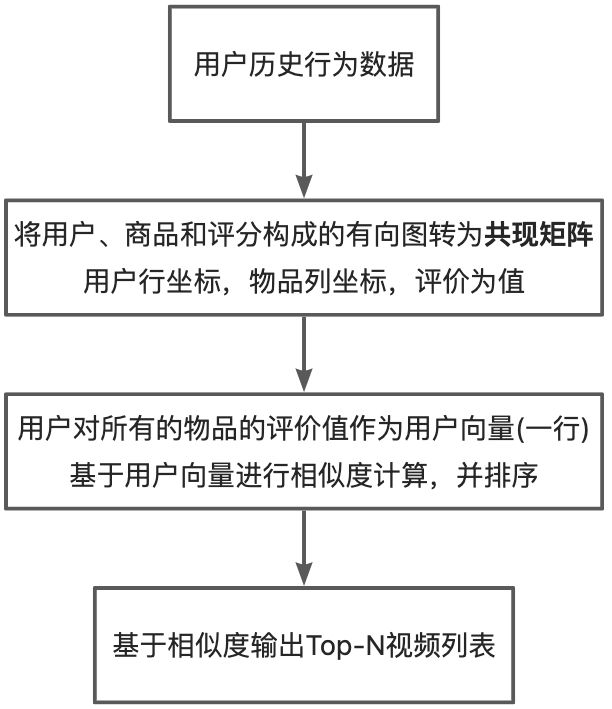 用户历史行为数据
将用户、商品和评分构成的有向图转为共现矩阵
用户行坐标，物品列坐标，评价为值
用户对所有的物品的评价值作为用户向量(一行)
基于用户向量进行相似度计算，并排序
基于相似度输出Top-N视频列表